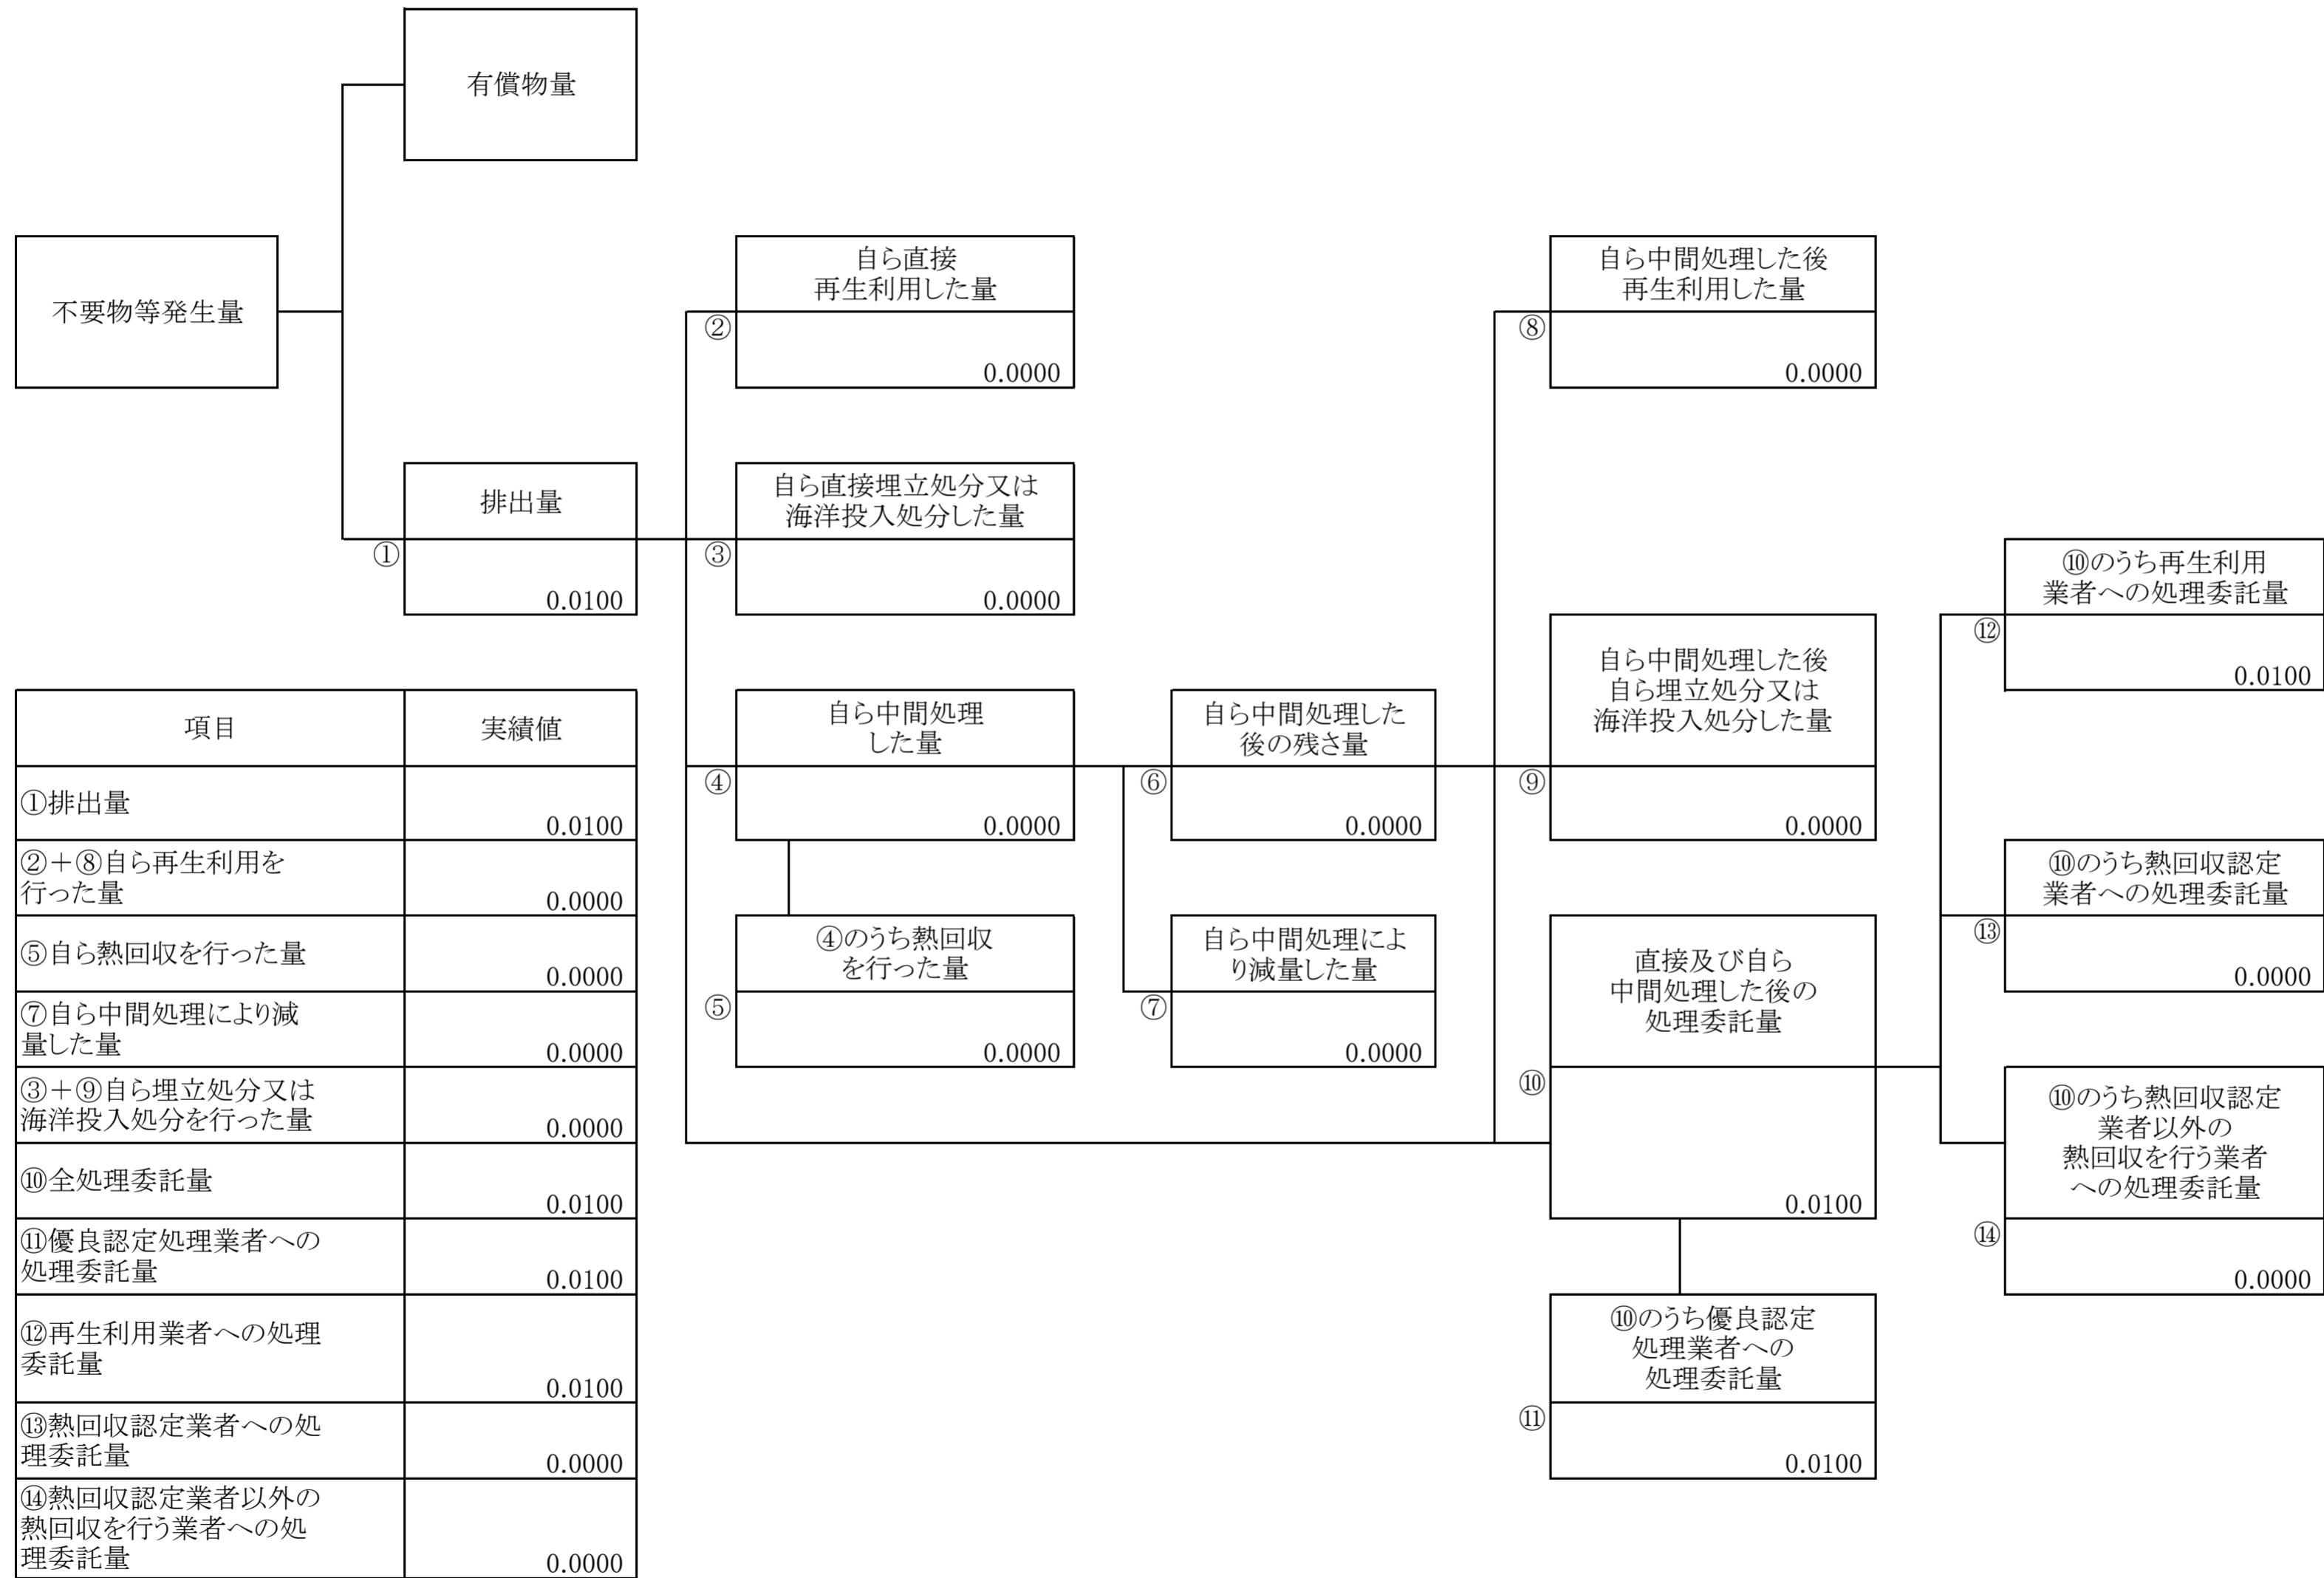 有償物量
不要物等発生量
自ら直接
再生利用した量
②
0.0000
自ら中間処理した後
再生利用した量
⑧
0.0000
排出量
①
0.0100
自ら直接埋立処分又は
海洋投入処分した量
③
0.0000
⑩のうち再生利用
業者への処理委託量
⑫
0.0100
自ら中間処理
した量
④
0.0000
自ら中間処理した
後の残さ量
⑥
0.0000
自ら中間処理した後
自ら埋立処分又は
海洋投入処分した量
⑨
0.0000
⑩のうち熱回収認定
業者への処理委託量
⑬
0.0000
④のうち熱回収
を行った量
⑤
0.0000
自ら中間処理によ
り減量した量
⑦
0.0000
直接及び自ら
中間処理した後の
処理委託量
⑩
0.0100
⑩のうち熱回収認定
業者以外の
熱回収を行う業者
への処理委託量
⑭
0.0000
⑩のうち優良認定
処理業者への
処理委託量
⑪
0.0100
項目 実績値
①排出量
0.0100
②＋⑧自ら再生利用を
行った量
0.0000
⑤自ら熱回収を行った量
0.0000
⑦自ら中間処理により減
量した量
0.0000
③＋⑨自ら埋立処分又は
海洋投入処分を行った量
0.0000
⑩全処理委託量
0.0100
⑪優良認定処理業者への
処理委託量
0.0100
⑫再生利用業者への処理
委託量
0.0100
⑬熱回収認定業者への処
理委託量
0.0000
⑭熱回収認定業者以外の
熱回収を行う業者への処
理委託量
0.0000